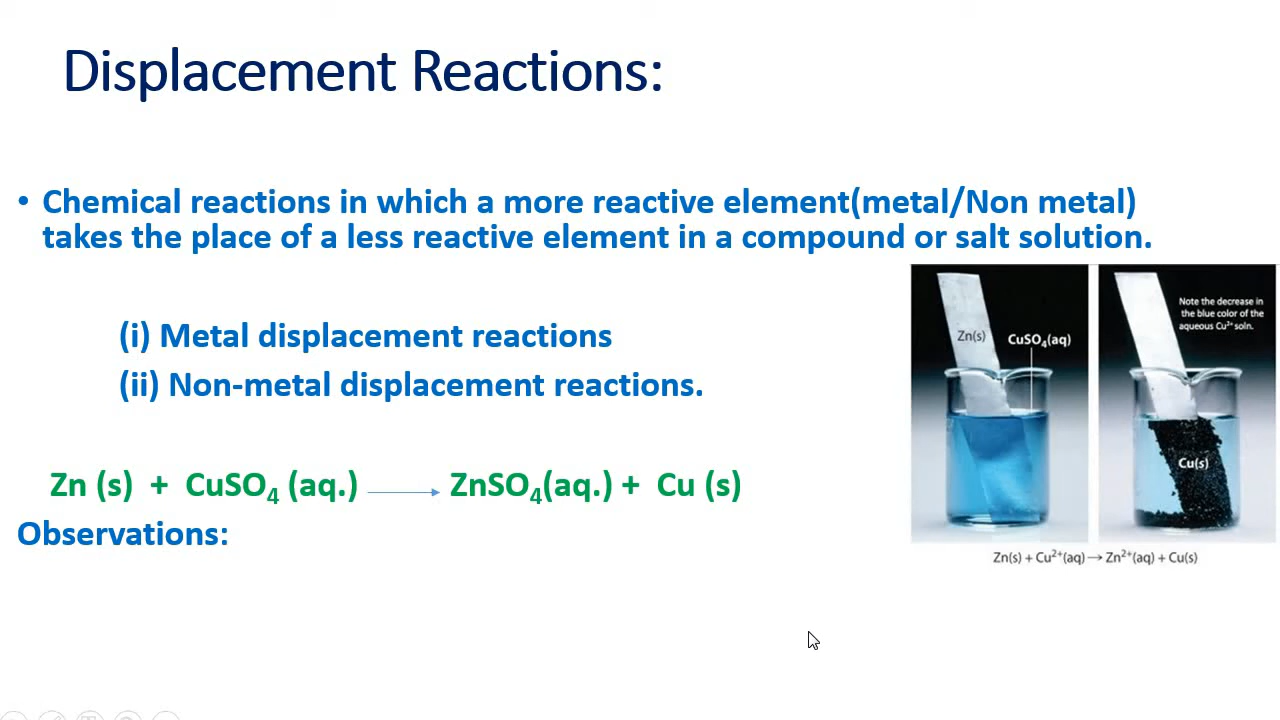 Displacement Reactions:
• Chemical reactions in which a more reactive element(metal/Non metal)
takes the place of a less reactive element in a compound or salt solution.
(i) Metal displacement reactions
(ii) Non-metal displacement reactions.
Zn (s) + CuSO₄ (aq.) → ZnSO₄(aq.) + Cu (s)
Observations:
Zn(s)
CuSO₄(aq)
Note the decrease in
the blue color of the
aqueous Cu²⁺ soln.
Cu(s)
Zn(s) + Cu²⁺(aq) → Zn²⁺(aq) + Cu(s)